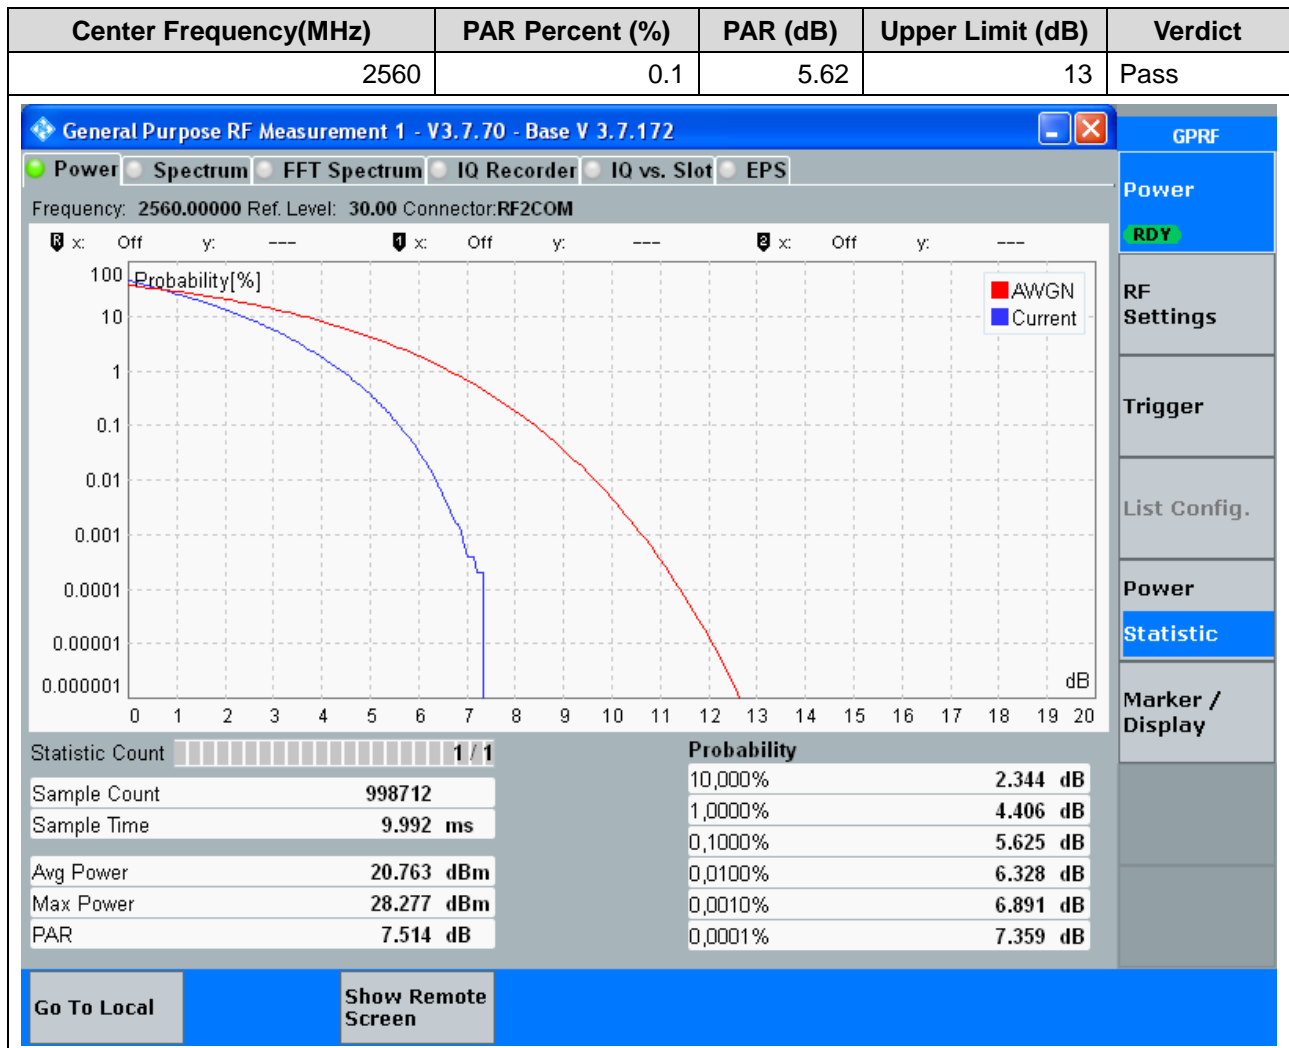 Center Frequency(MHz) PAR Percent (%) PAR (dB) Upper Limit (dB) Verdict
2560 0.1 5.62 13 Pass
General Purpose RF Measurement 1 - V3.7.70 - Base V 3.7.172
GPRF
Power Spectrum FFT Spectrum IQ Recorder IQ vs. Slot EPS
Power
RDY
Frequency: 2560.00000 Ref. Level: 30.00 Connector:RF2COM
R x: Off y: --- 1 x: Off y: --- 2 x: Off y: ---
Probability[%]
AWGN
Current
100
10
1
0.1
0.01
0.001
0.0001
0.00001
0.000001
dB
0 1 2 3 4 5 6 7 8 9 10 11 12 13 14 15 16 17 18 19 20
RF
Settings
Trigger
List Config.
Power
Statistic
Marker /
Display
Statistic Count 1 / 1
Sample Count 998712
Sample Time 9.992 ms
Avg Power 20.763 dBm
Max Power 28.277 dBm
PAR 7.514 dB
Probability
10,000% 2.344 dB
1,0000% 4.406 dB
0,1000% 5.625 dB
0,0100% 6.328 dB
0,0010% 6.891 dB
0,0001% 7.359 dB
Go To Local
Show Remote
Screen